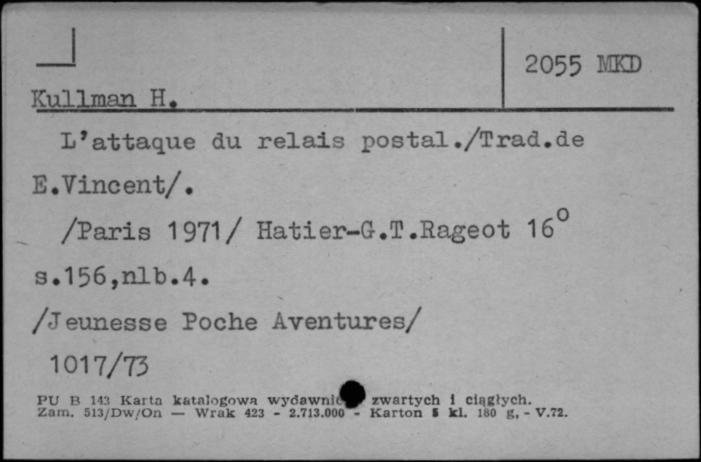 2055 MKD
Kullman H.
L'attaque du relais postal./Trad.de
E.Vincent/.
/Paris 1971/ Hatier-G.T.Rageot 16°
s.156,nlb.4.
/Jeunesse Poche Aventures/
1017/73
PU B 143 Karta katalogowa zwartych i ciągłych.
Zam. 513/Dw/On — Wrak 423 - 2.713.000 - Karton 5 kl. 180 g, - V.72.